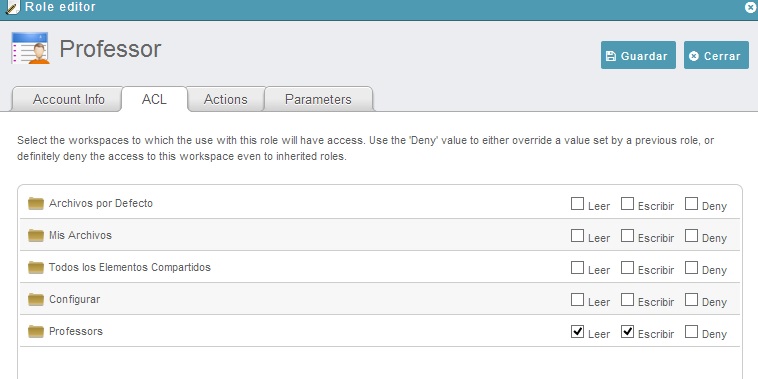 Role editor
Professor
Guardar
Cerrar
Account Info
ACL
Actions
Parameters
Select the workspaces to which the use with this role will have access. Use the 'Deny' value to either override a value set by a previous role, or
definitely deny the access to this workspace even to inherited roles.
Archivos por Defecto Leer Escribir Deny
Mis Archivos Leer Escribir Deny
Todos los Elementos Compartidos Leer Escribir Deny
Configurar Leer Escribir Deny
Professors Leer Escribir Deny